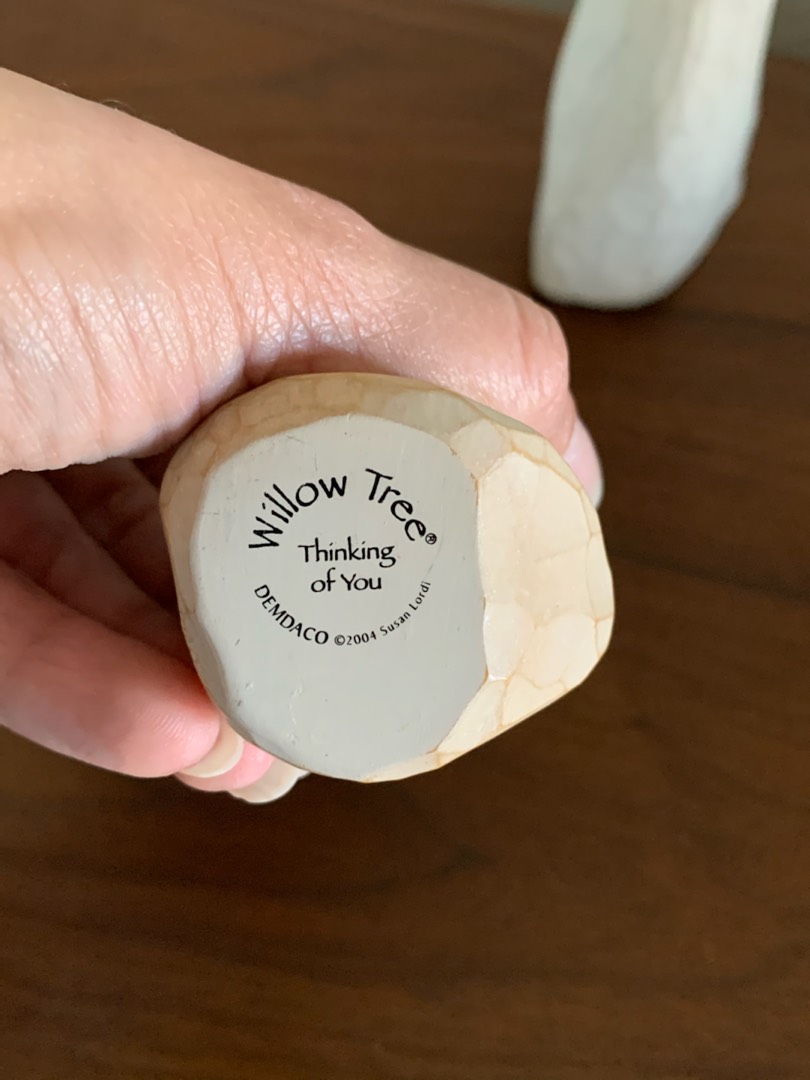 Willow Tree®
Thinking
of You
DEMDACO ©2004 Susan Lordi